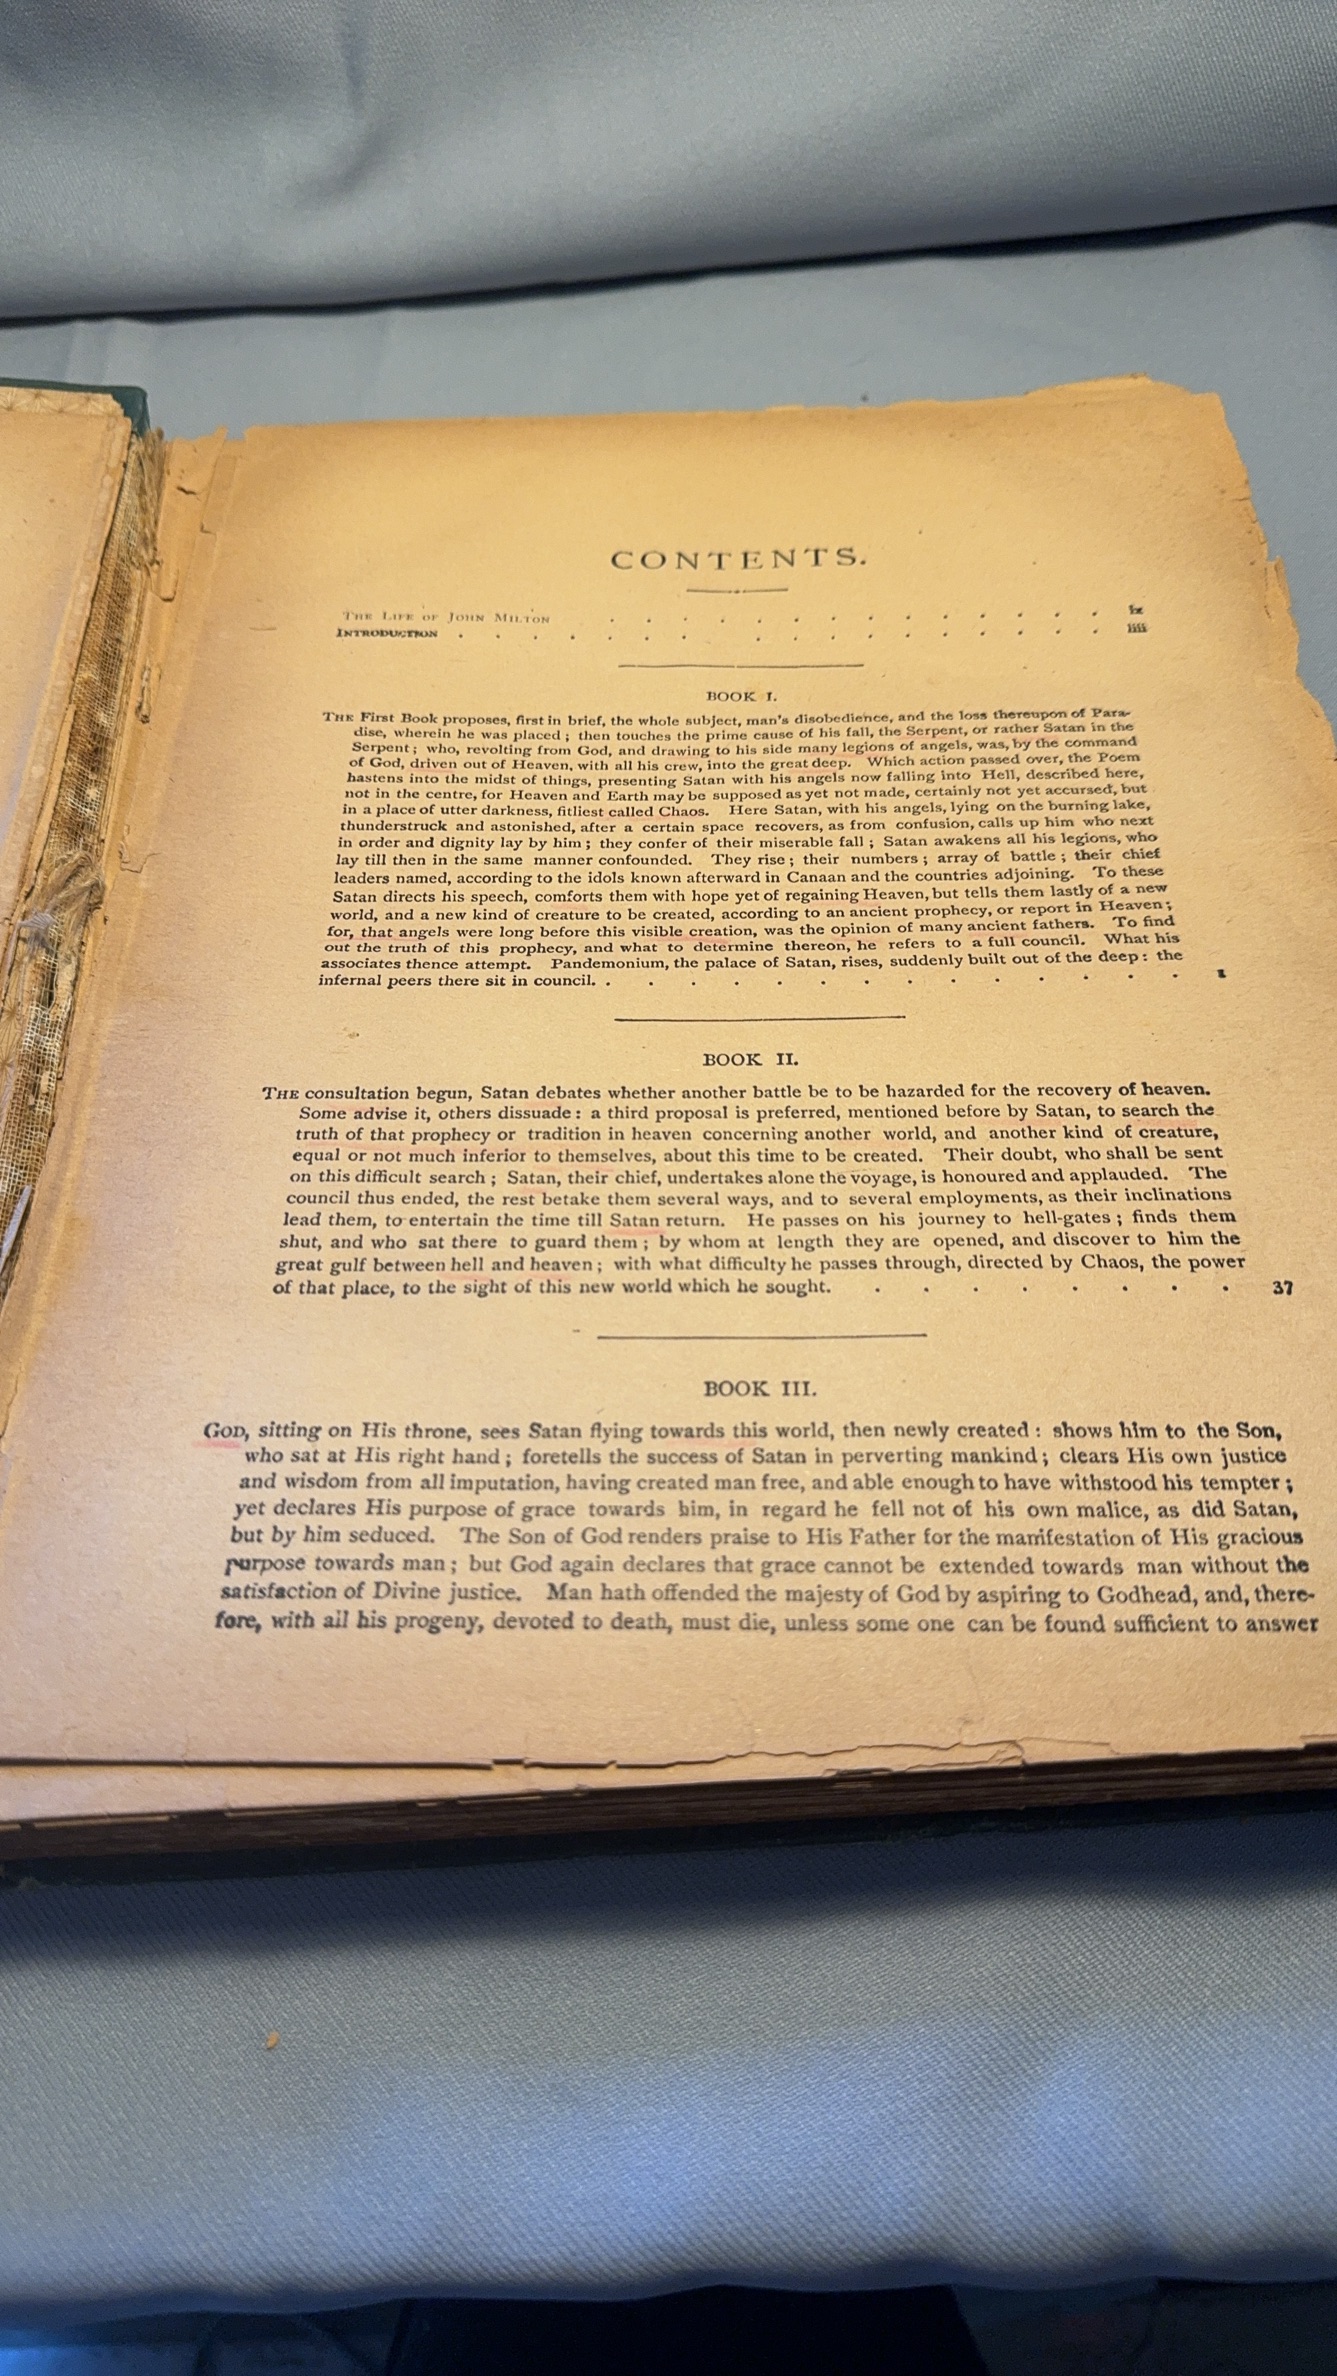 CONTENTS.
THE LIFE OF JOHN MILTON . . . . . . . . . . . . . . ix
INTRODUCTION . . . . . . . . . . . . . . . . .
BOOK I.
THE First Book proposes, first in brief, the whole subject, man's disobedience, and the loss thereupon of Para-
dise, wherein he was placed ; then touches the prime cause of his fall, the Serpent, or rather Satan in the
Serpent ; who, revolting from God, and drawing to his side many legions of angels, was, by the command
of God, driven out of Heaven, with all his crew, into the great deep. Which action passed over, the Poem
hastens into the midst of things, presenting Satan with his angels now falling into Hell, described here,
not in the centre, for Heaven and Earth may be supposed as yet not made, certainly not yet accursed, but
in a place of utter darkness, fitliest called Chaos. Here Satan, with his angels, lying on the burning lake,
thunderstruck and astonished, after a certain space recovers, as from confusion, calls up him who next
in order and dignity lay by him ; they confer of their miserable fall ; Satan awakens all his legions, who
lay till then in the same manner confounded. They rise ; their numbers ; array of battle ; their chief
leaders named, according to the idols known afterward in Canaan and the countries adjoining. To these
Satan directs his speech, comforts them with hope yet of regaining Heaven, but tells them lastly of a new
world, and a new kind of creature to be created, according to an ancient prophecy, or report in Heaven ;
for, that angels were long before this visible creation, was the opinion of many ancient fathers. To find
out the truth of this prophecy, and what to determine thereon, he refers to a full council. What his
associates thence attempt. Pandemonium, the palace of Satan, rises, suddenly built out of the deep : the
infernal peers there sit in council. . . . . . . . . . . . . . . 1
BOOK II.
THE consultation begun, Satan debates whether another battle be to be hazarded for the recovery of heaven.
Some advise it, others dissuade : a third proposal is preferred, mentioned before by Satan, to search the
truth of that prophecy or tradition in heaven concerning another world, and another kind of creature,
equal or not much inferior to themselves, about this time to be created. Their doubt, who shall be sent
on this difficult search ; Satan, their chief, undertakes alone the voyage, is honoured and applauded. The
council thus ended, the rest betake them several ways, and to several employments, as their inclinations
lead them, to entertain the time till Satan return. He passes on his journey to hell-gates ; finds them
shut, and who sat there to guard them ; by whom at length they are opened, and discover to him the
great gulf between hell and heaven ; with what difficulty he passes through, directed by Chaos, the power
of that place, to the sight of this new world which he sought. . . . . . . . . 37
BOOK III.
GOD, sitting on His throne, sees Satan flying towards this world, then newly created : shows him to the Son,
who sat at His right hand ; foretells the success of Satan in perverting mankind ; clears His own justice
and wisdom from all imputation, having created man free, and able enough to have withstood his tempter ;
yet declares His purpose of grace towards him, in regard he fell not of his own malice, as did Satan,
but by him seduced. The Son of God renders praise to His Father for the manifestation of His gracious
purpose towards man ; but God again declares that grace cannot be extended towards man without the
satisfaction of Divine justice. Man hath offended the majesty of God by aspiring to Godhead, and, there-
fore, with all his progeny, devoted to death, must die, unless some one can be found sufficient to answer